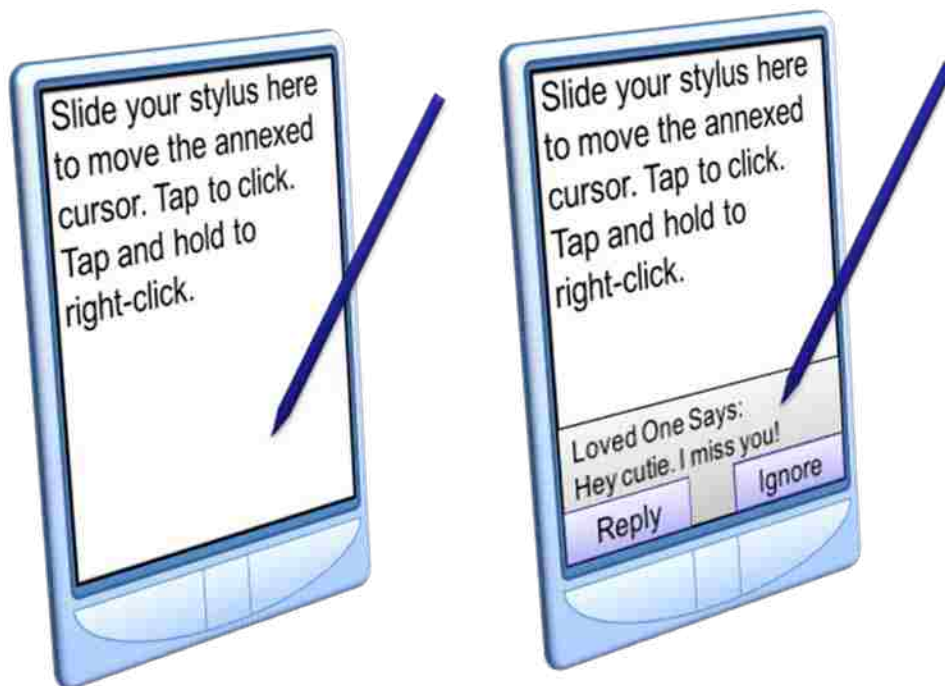 Slide your stylus here
to move the annexed
cursor. Tap to click.
Tap and hold to
right-click.
Slide your stylus here
to move the annexed
cursor. Tap to click.
Tap and hold to
right-click.
Loved One Says:
Hey cutie. I miss you!
Reply
Ignore